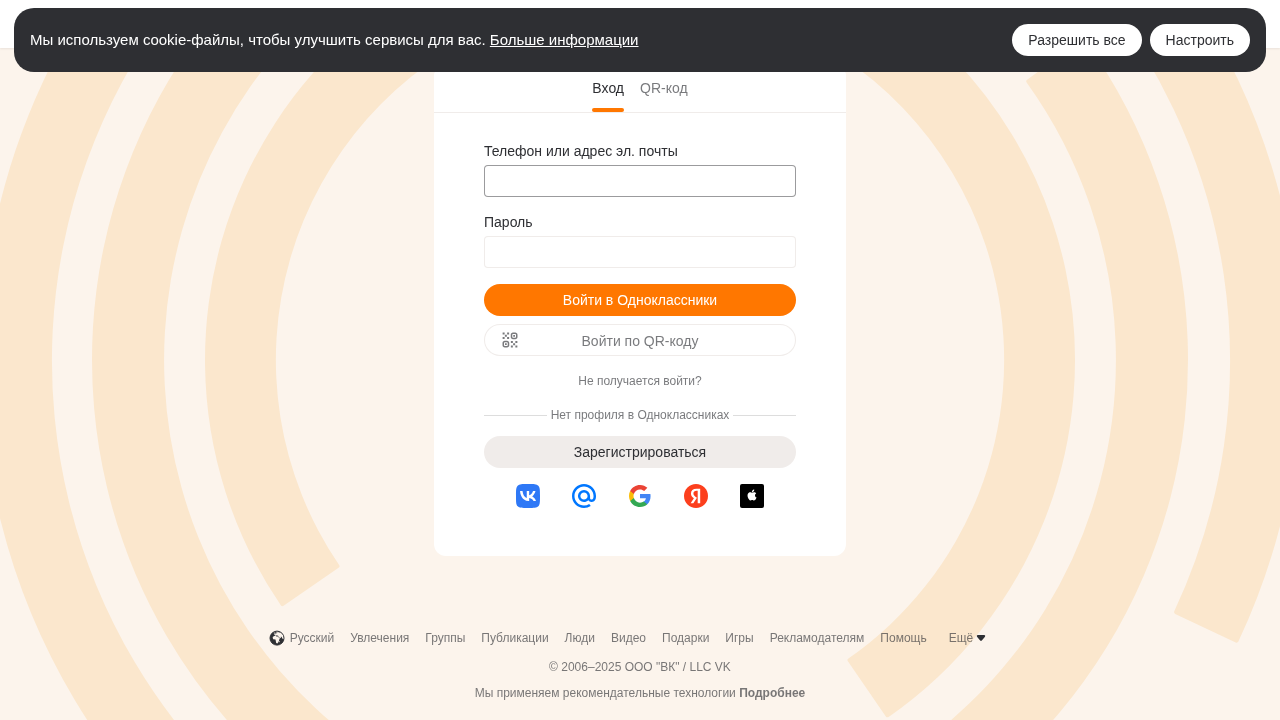 Мы используем cookie-файлы, чтобы улучшить сервисы для вас. Больше информации
Разрешить все
Настроить
Вход
QR-код
Телефон или адрес эл. почты
Пароль
Войти в Одноклассники
Войти по QR-коду
Не получается войти?
Нет профиля в Одноклассниках
Зарегистрироваться
Русский Увлечения Группы Публикации Люди Видео Подарки Игры Рекламодателям Помощь Ещё
© 2006–2025 ООО "ВК" / LLC VK
Мы применяем рекомендательные технологии Подробнее